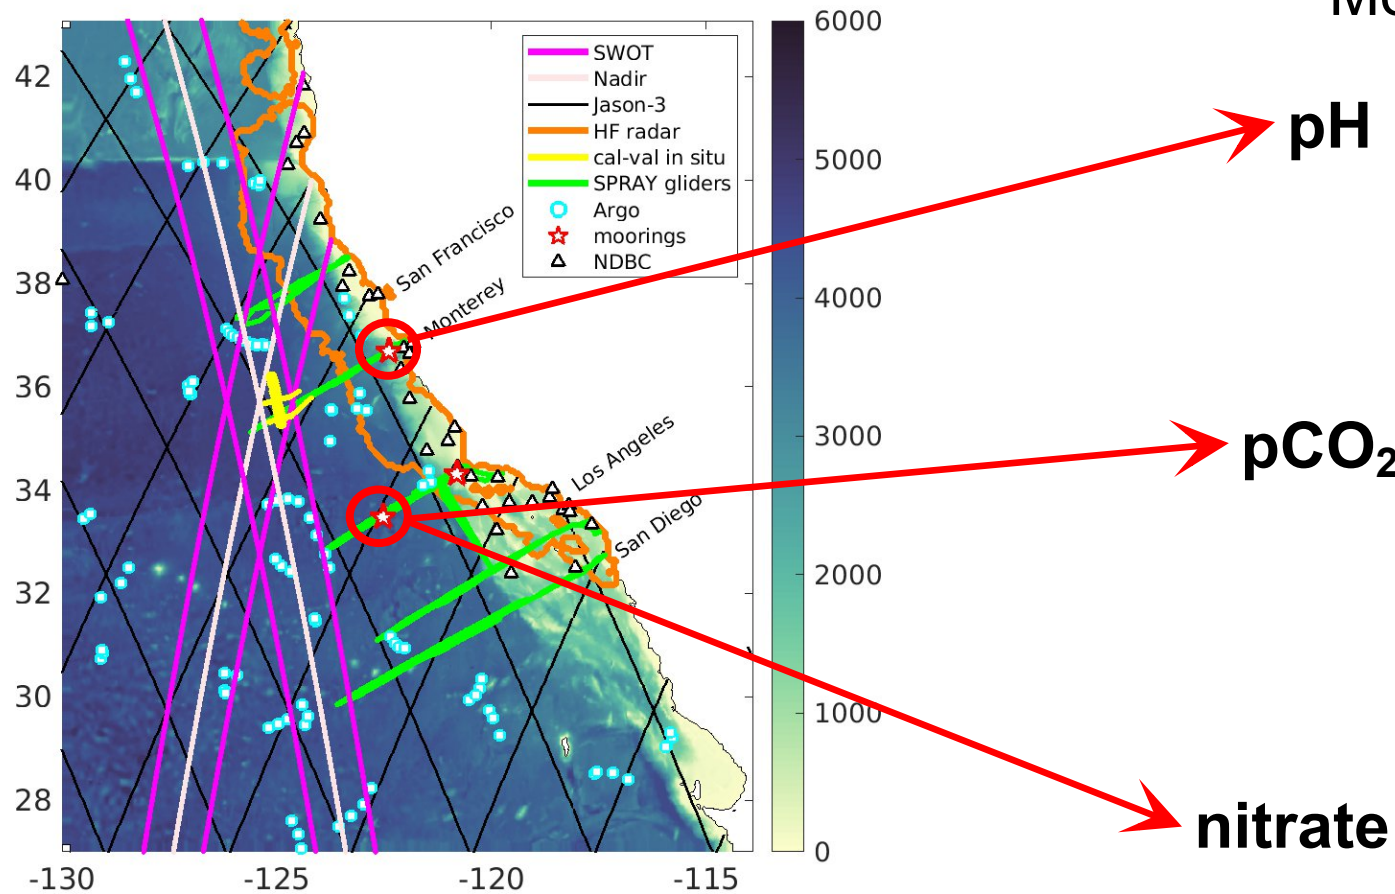 Mo
SWOT
Nadir
Jason-3
HF radar
cal-val in situ
SPRAY gliders
Argo
moorings
NDBC
San Francisco
Monterey
Los Angeles
San Diego
42
40
38
36
34
32
30
28
-130
-125
-120
-115
6000
5000
4000
3000
2000
1000
0
pH
pCO₂
nitrate